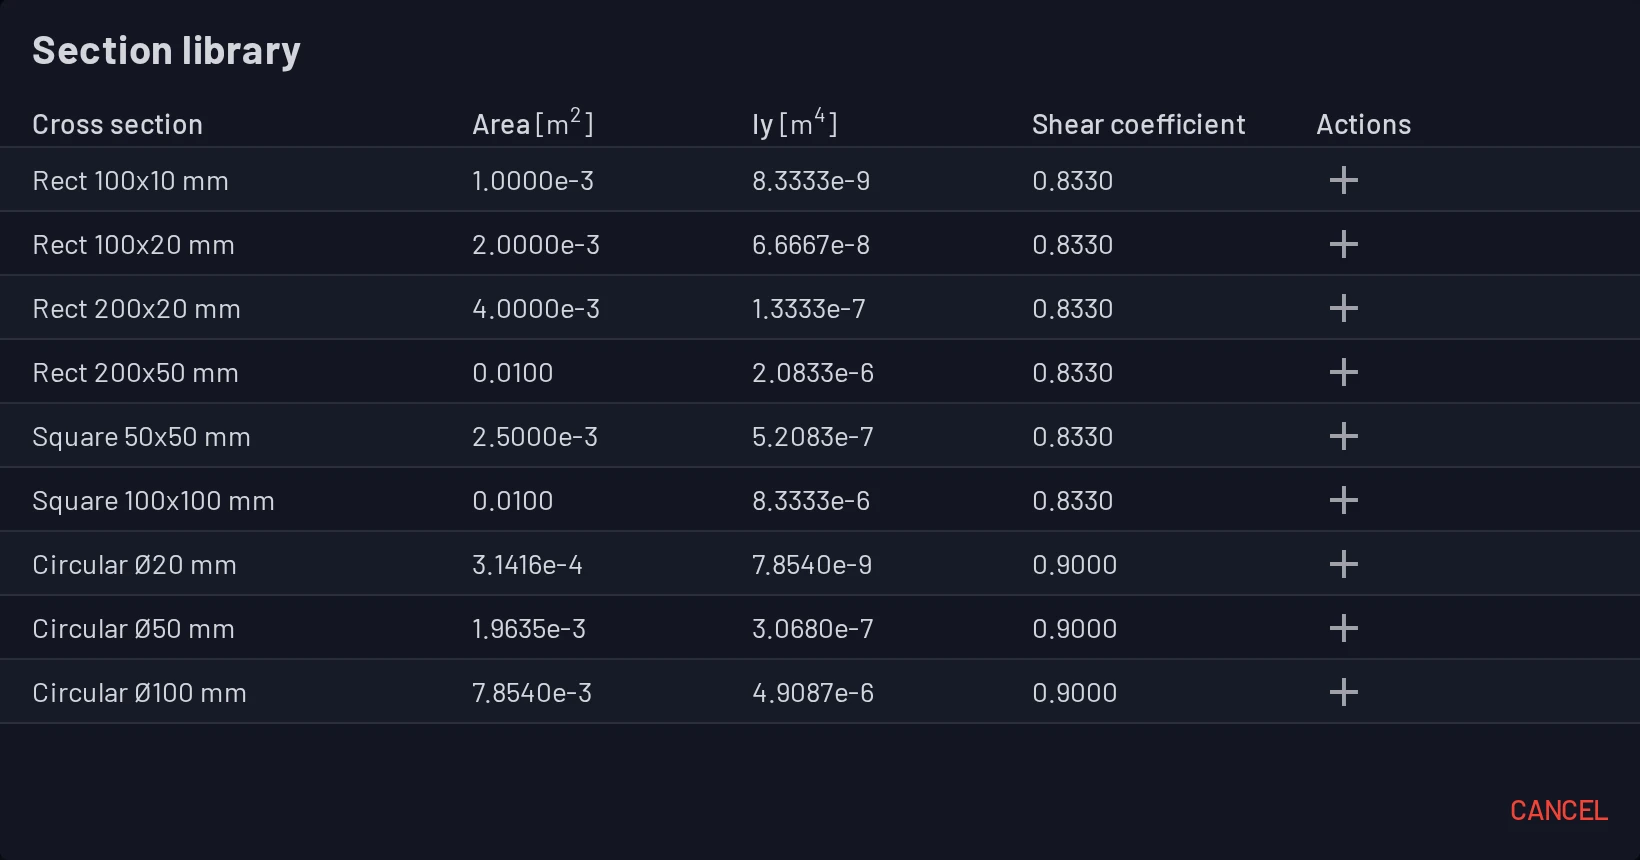 Section library
Cross section Area [m²] Iy [m⁴] Shear coefficient Actions
Rect 100x10 mm 1.0000e-3 8.3333e-9 0.8330
Rect 100x20 mm 2.0000e-3 6.6667e-8 0.8330
Rect 200x20 mm 4.0000e-3 1.3333e-7 0.8330
Rect 200x50 mm 0.0100 2.0833e-6 0.8330
Square 50x50 mm 2.5000e-3 5.2083e-7 0.8330
Square 100x100 mm 0.0100 8.3333e-6 0.8330
Circular Ø20 mm 3.1416e-4 7.8540e-9 0.9000
Circular Ø50 mm 1.9635e-3 3.0680e-7 0.9000
Circular Ø100 mm 7.8540e-3 4.9087e-6 0.9000
CANCEL